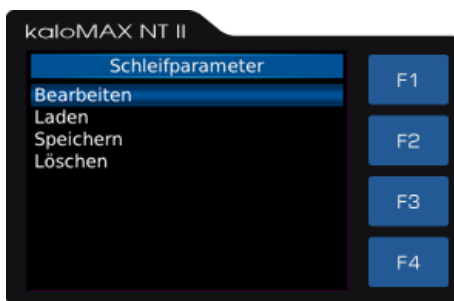 kaloMAX NT II
Schleifparameter
Bearbeiten
Laden
Speichern
Löschen
F1
F2
F3
F4